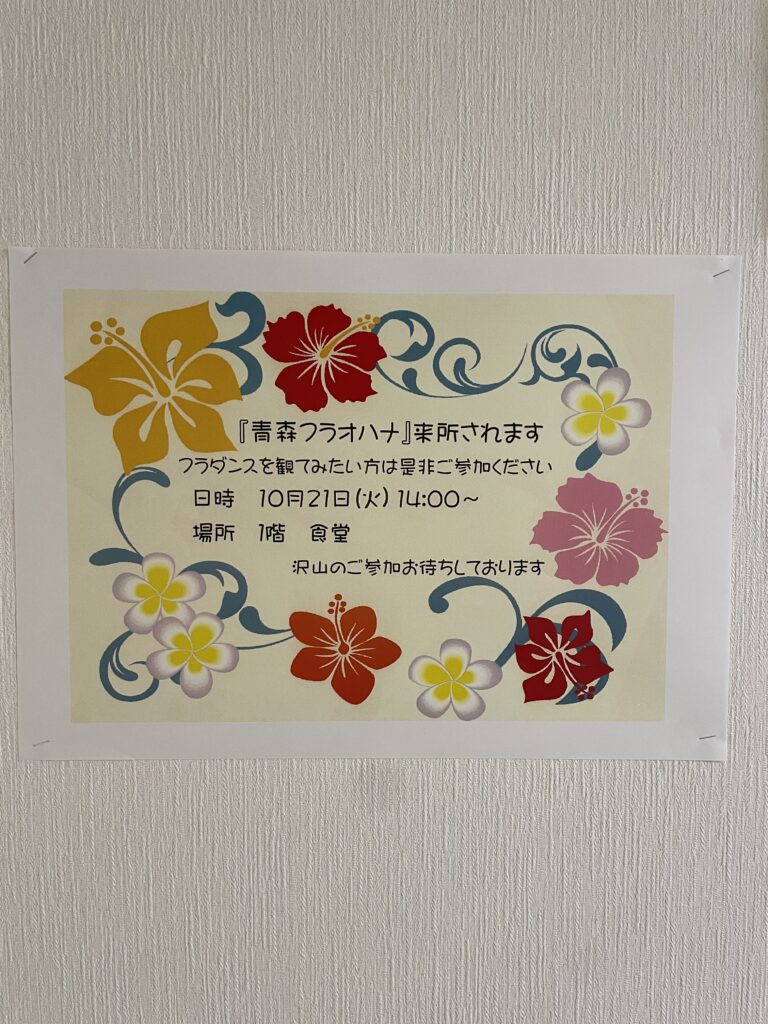 『青森フラオハナ』来所されます
フラダンスを観てみたい方は是非ご参加ください
日時　10月21日(火) 14:00～
場所　1階　食堂
沢山のご参加お待ちしております